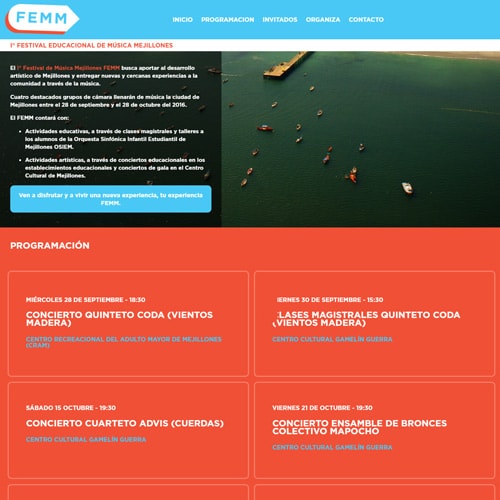 FEMM
INICIO PROGRAMACION INVITADOS ORGANIZA CONTACTO
Iº FESTIVAL EDUCACIONAL DE MÚSICA MEJILLONES
El Iº Festival de Música Mejillones FEMM busca aportar al desarrollo
artístico de Mejillones y entregar nuevas y cercanas experiencias a la
comunidad a través de la música.
Cuatro destacados grupos de cámara llenarán de música la ciudad de
Mejillones entre el 28 de septiembre y el 28 de octubre del 2016.
El FEMM contará con:
• Actividades educativas, a través de clases magistrales y talleres a
los alumnos de la Orquesta Sinfónica Infantil Estudiantil de
Mejillones OSIEM.
• Actividades artísticas, a través de conciertos educacionales en los
establecimientos educacionales y conciertos de gala en el Centro
Cultural de Mejillones.
Ven a disfrutar y a vivir una nueva experiencia, tu experiencia
FEMM.
PROGRAMACIÓN
MIÉRCOLES 28 DE SEPTIEMBRE - 18:30
CONCIERTO QUINTETO CODA (VIENTOS
MADERA)
CENTRO RECREACIONAL DEL ADULTO MAYOR DE MEJILLONES
(CRAM)
VIERNES 30 DE SEPTIEMBRE - 15:30
CLASES MAGISTRALES QUINTETO CODA
(VIENTOS MADERA)
CENTRO CULTURAL GAMELÍN GUERRA
SÁBADO 15 OCTUBRE - 19:30
CONCIERTO CUARTETO ADVIS (CUERDAS)
CENTRO CULTURAL GAMELÍN GUERRA
VIERNES 21 DE OCTUBRE - 19:30
CONCIERTO ENSAMBLE DE BRONCES
COLECTIVO MAPOCHO
CENTRO CULTURAL GAMELÍN GUERRA